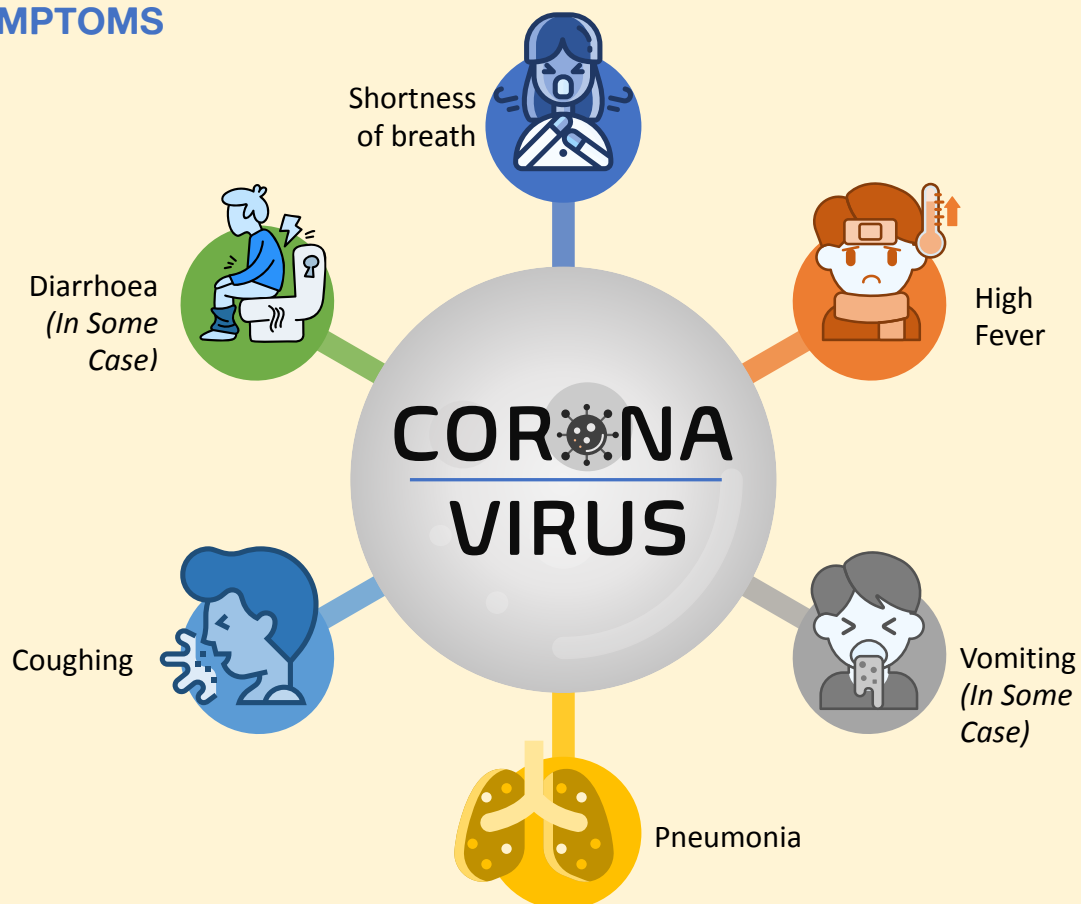 MPTOMS
Shortness
of breath
High
Fever
Diarrhoea
(In Some
Case)
CORONA
VIRUS
Coughing
Vomiting
(In Some
Case)
Pneumonia